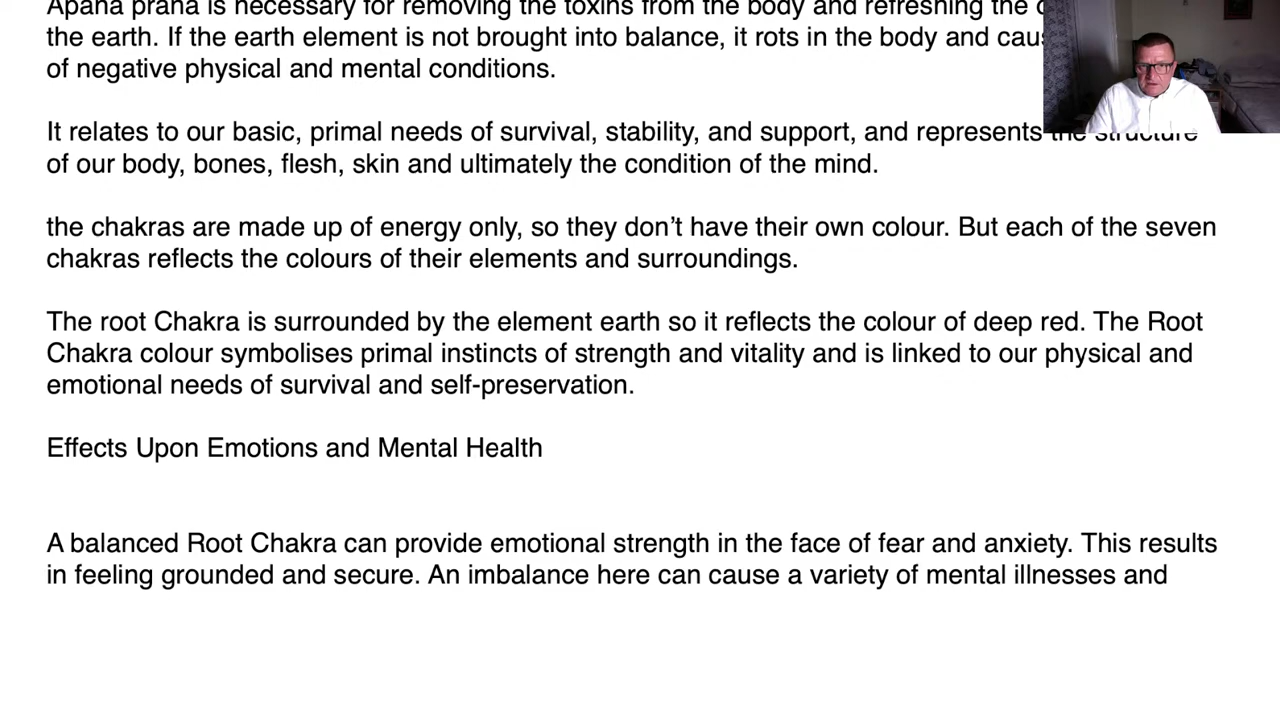 Apana prana is necessary for removing the toxins from the body and refreshing the
the earth. If the earth element is not brought into balance, it rots in the body and
of negative physical and mental conditions.
It relates to our basic, primal needs of survival, stability, and support, and represents the structure
of our body, bones, flesh, skin and ultimately the condition of the mind.
the chakras are made up of energy only, so they don’t have their own colour. But each of the seven
chakras reflects the colours of their elements and surroundings.
The root Chakra is surrounded by the element earth so it reflects the colour of deep red. The Root
Chakra colour symbolises primal instincts of strength and vitality and is linked to our physical and
emotional needs of survival and self-preservation.
Effects Upon Emotions and Mental Health
A balanced Root Chakra can provide emotional strength in the face of fear and anxiety. This results
in feeling grounded and secure. An imbalance here can cause a variety of mental illnesses and